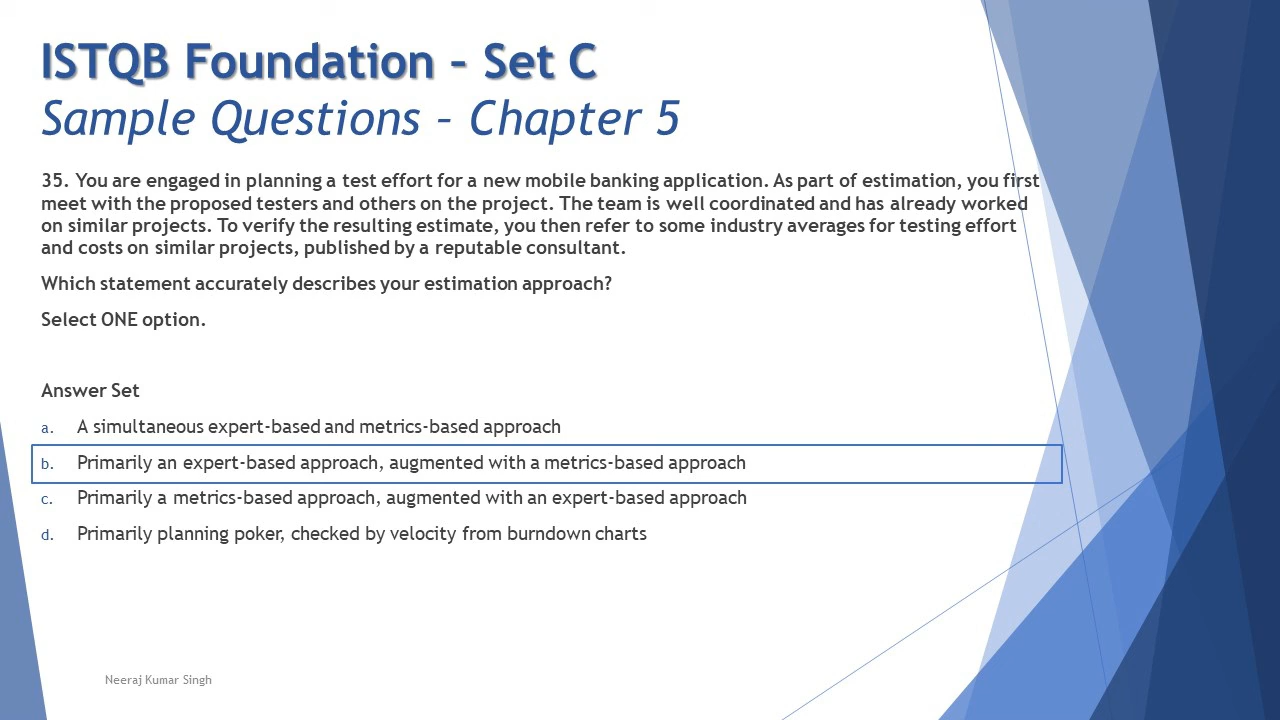 ISTQB Foundation – Set C
Sample Questions – Chapter 5
35. You are engaged in planning a test effort for a new mobile banking application. As part of estimation, you first
meet with the proposed testers and others on the project. The team is well coordinated and has already worked
on similar projects. To verify the resulting estimate, you then refer to some industry averages for testing effort
and costs on similar projects, published by a reputable consultant.
Which statement accurately describes your estimation approach?
Select ONE option.
Answer Set
a. A simultaneous expert-based and metrics-based approach
b. Primarily an expert-based approach, augmented with a metrics-based approach
c. Primarily a metrics-based approach, augmented with an expert-based approach
d. Primarily planning poker, checked by velocity from burndown charts
Neeraj Kumar Singh